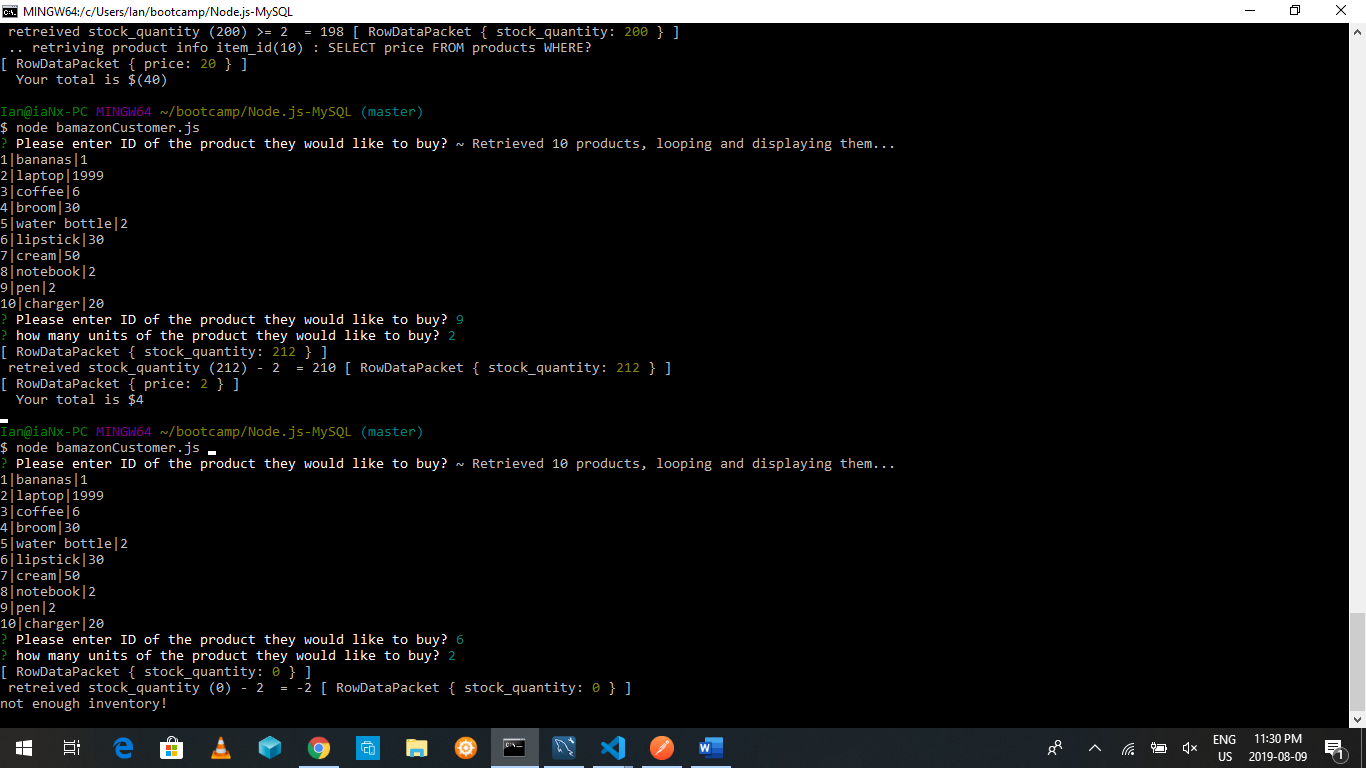 MINGW64:/c/Users/Ian/bootcamp/Node.js-MySQL
retreived stock_quantity (200) >= 2  = 198 [ RowDataPacket { stock_quantity: 200 } ]
.. retriving product info item_id(10) : SELECT price FROM products WHERE?
[ RowDataPacket { price: 20 } ]
Your total is $(40)
Ian@iaNx-PC MINGW64 ~/bootcamp/Node.js-MySQL (master)
$ node bamazonCustomer.js
? Please enter ID of the product they would like to buy? ~ Retrieved 10 products, looping and displaying them...
1|bananas|1
2|laptop|1999
3|coffee|6
4|broom|30
5|water bottle|2
6|lipstick|30
7|cream|50
8|notebook|2
9|pen|2
10|charger|20
? Please enter ID of the product they would like to buy? 9
? how many units of the product they would like to buy? 2
[ RowDataPacket { stock_quantity: 212 } ]
retreived stock_quantity (212) - 2  = 210 [ RowDataPacket { stock_quantity: 212 } ]
[ RowDataPacket { price: 2 } ]
Your total is $4
Ian@iaNx-PC MINGW64 ~/bootcamp/Node.js-MySQL (master)
$ node bamazonCustomer.js
? Please enter ID of the product they would like to buy? ~ Retrieved 10 products, looping and displaying them...
1|bananas|1
2|laptop|1999
3|coffee|6
4|broom|30
5|water bottle|2
6|lipstick|30
7|cream|50
8|notebook|2
9|pen|2
10|charger|20
? Please enter ID of the product they would like to buy? 6
? how many units of the product they would like to buy? 2
[ RowDataPacket { stock_quantity: 0 } ]
retreived stock_quantity (0) - 2  = -2 [ RowDataPacket { stock_quantity: 0 } ]
not enough inventory!
ENG
US
11:30 PM
2019-08-09
1